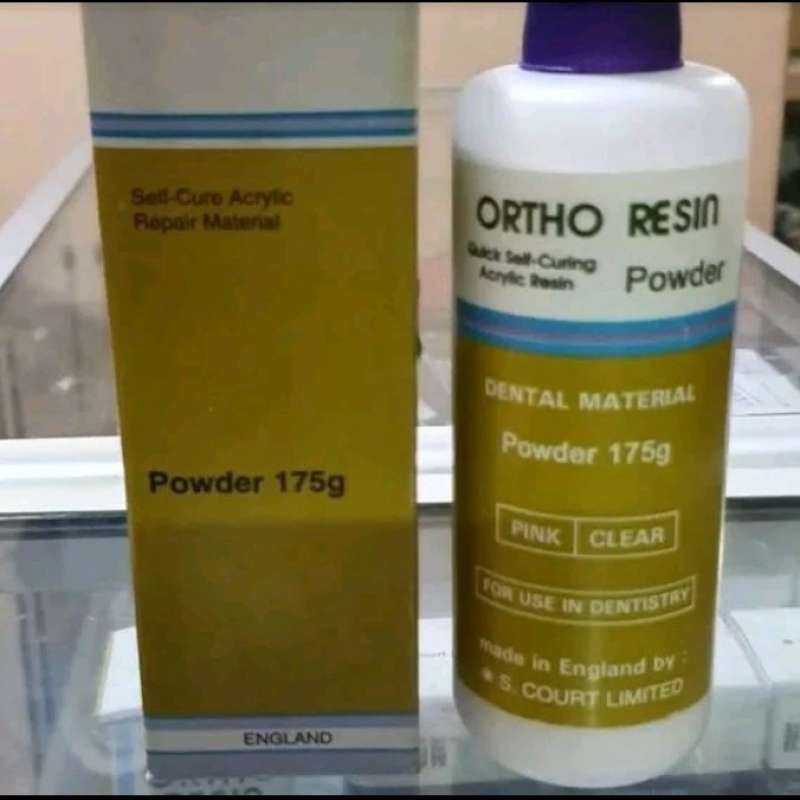 Self-Cure Acrylic
Repair Material
Powder 175g
ENGLAND
ORTHO RESIN
Quick Self-Curing
Acrylic Resin
Powder
DENTAL MATERIAL
Powder 175g
PINK CLEAR
FOR USE IN DENTISTRY
made in England by :
* S. COURT LIMITED